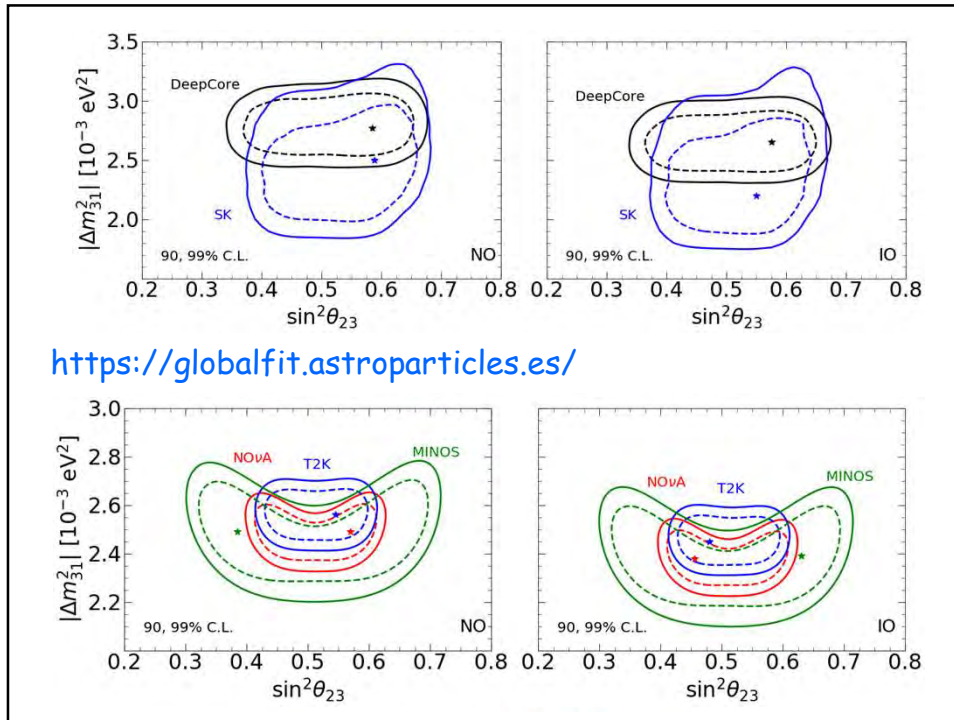 3.5
3.0
2.5
2.0
|Δm²₃₁| [10⁻³ eV²]
DeepCore
SK
90, 99% C.L.
NO
0.2 0.3 0.4 0.5 0.6 0.7 0.8
sin²θ₂₃
DeepCore
SK
90, 99% C.L.
IO
0.2 0.3 0.4 0.5 0.6 0.7 0.8
sin²θ₂₃
https://globalfit.astroparticles.es/
3.0
2.8
2.6
2.4
2.2
|Δm²₃₁| [10⁻³ eV²]
NOνA
T2K
MINOS
90, 99% C.L.
NO
0.2 0.3 0.4 0.5 0.6 0.7 0.8
sin²θ₂₃
NOνA
T2K
MINOS
90, 99% C.L.
IO
0.2 0.3 0.4 0.5 0.6 0.7 0.8
sin²θ₂₃